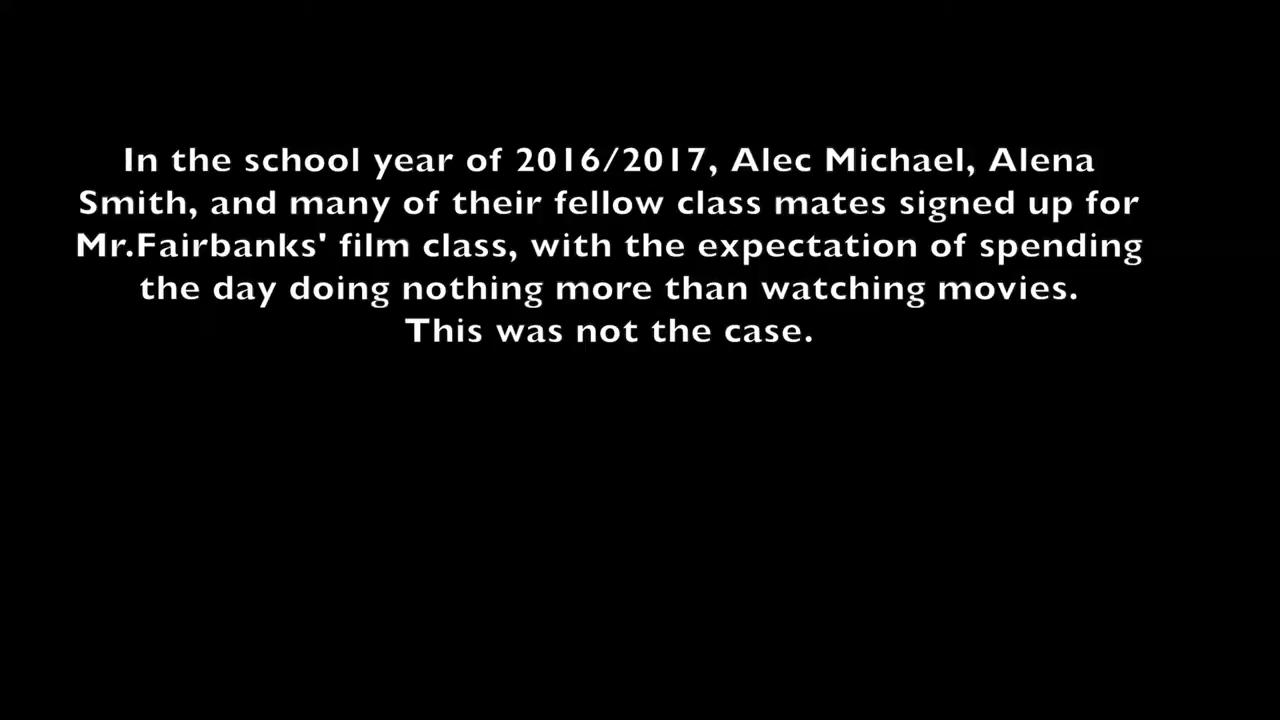 In the school year of 2016/2017, Alec Michael, Alena
Smith, and many of their fellow class mates signed up for
Mr.Fairbanks' film class, with the expectation of spending
the day doing nothing more than watching movies.
This was not the case.